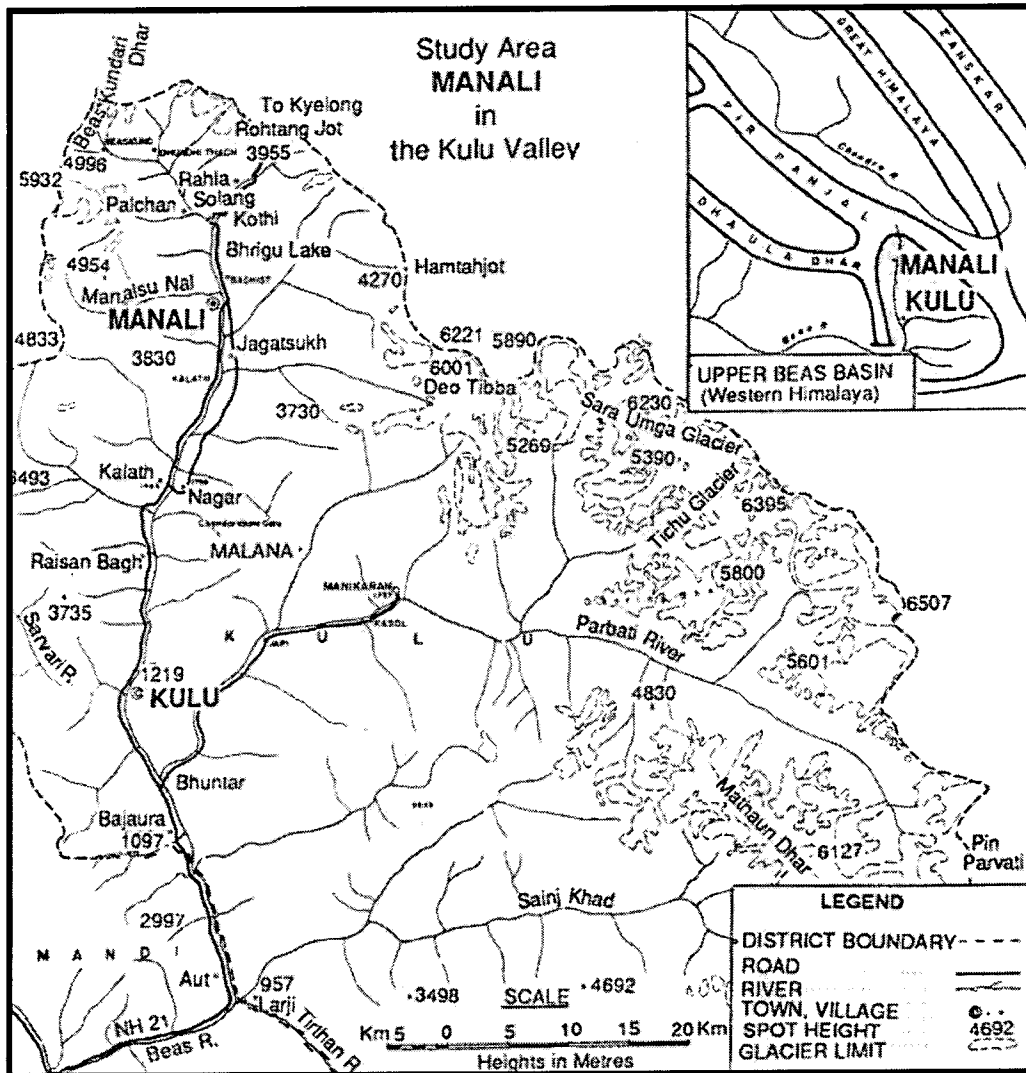 Study Area
MANALI
in
the Kulu Valley
Beas Kundari
Dhar
To Kyelong
Rohtang Jot
3955
4996
5932
Rahla
Solang
Palchan
Kothi
Bhrigu Lake
4954
4270
Hamtahjot
Manalsu Nal
MANALI
4833
Jagatsukh
3830
KALATH
6221
5890
6001
Deo Tibba
3730
6230
Sara Umga Glacier
5260
5390
Kalath
Nagar
Tichu Glacier
6395
MALANA
Raisan Bagh
5800
MANIKARAN
KASOL
3735
6507
Sarvari R.
K U L U
JARI
Parbati River
5601
1219
KULU
4830
Bhuntar
Bajaura
1097
6127
Pin
Parvati
Sainj Khad
2997
MANDI
Aut
957
Larji
Tirthan R.
3498
4692
NH 21
Beas R.
SCALE
Km 5 0 5 10 15 20 Km
Heights in Metres
GREAT HIMALAYA
ZANSKAR
PIR PANJAL
Chandra R.
DHAULA DHAR
MANALI
KULU
Beas R.
UPPER BEAS BASIN
(Western Himalaya)
LEGEND
DISTRICT BOUNDARY
ROAD
RIVER
TOWN, VILLAGE
SPOT HEIGHT 4692
GLACIER LIMIT